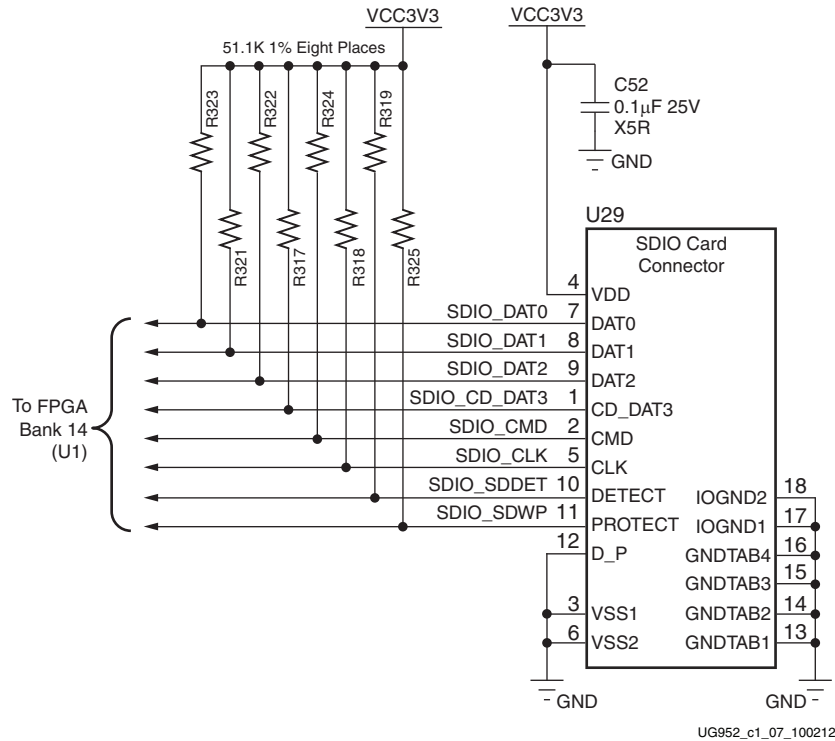 VCC3V3
VCC3V3
51.1K 1% Eight Places
R323
R322
R324
R319
R321
R317
R318
R325
C52
0.1μF 25V
X5R
GND
U29
SDIO Card
Connector
4 VDD
SDIO_DAT0 7 DAT0
SDIO_DAT1 8 DAT1
SDIO_DAT2 9 DAT2
SDIO_CD_DAT3 1 CD_DAT3
SDIO_CMD 2 CMD
SDIO_CLK 5 CLK
SDIO_SDDET 10 DETECT
SDIO_SDWP 11 PROTECT
12 D_P
3 VSS1
6 VSS2
To FPGA
Bank 14
(U1)
IOGND2 18
IOGND1 17
GNDTAB4 16
GNDTAB3 15
GNDTAB2 14
GNDTAB1 13
GND
GND
UG952_c1_07_100212